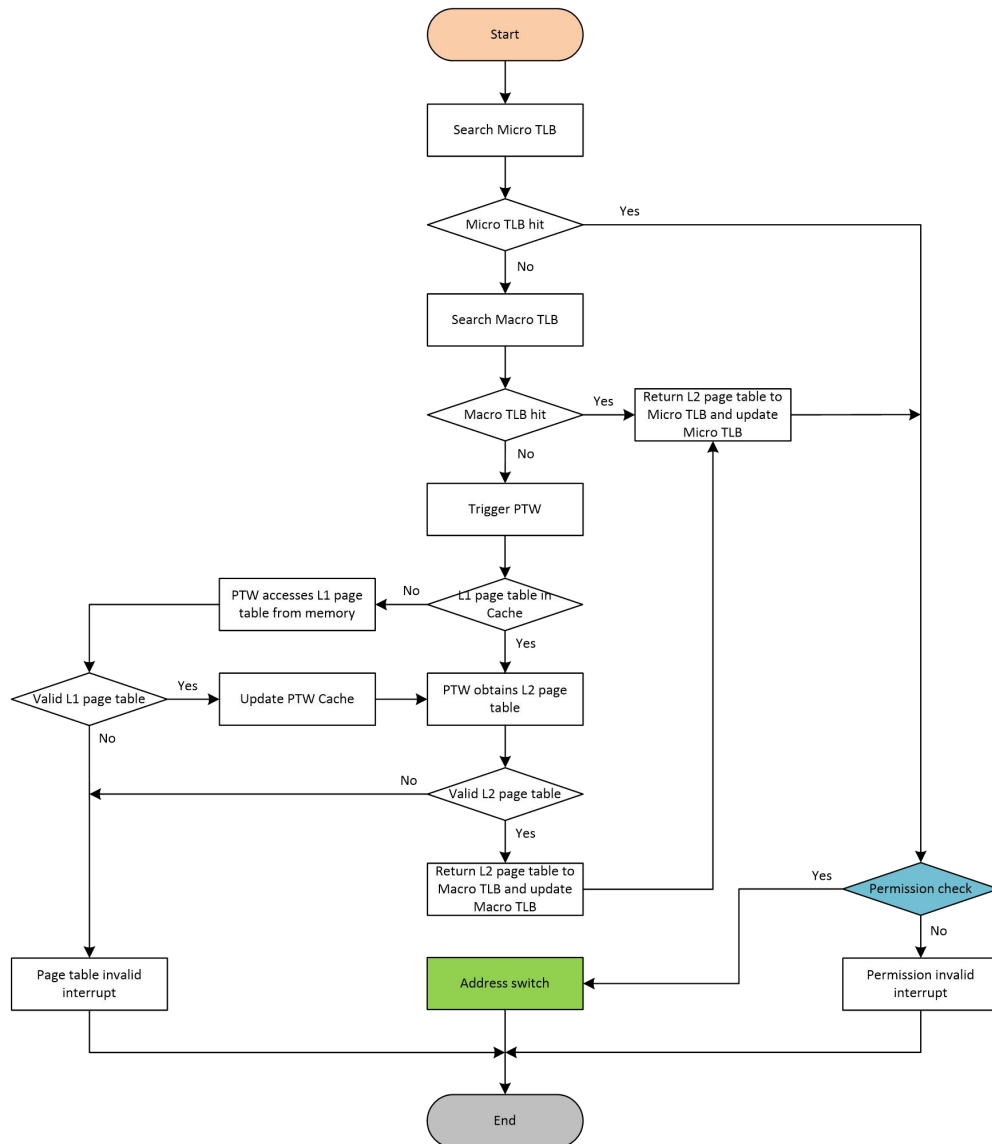 Start
Search Micro TLB
Micro TLB hit
Yes
No
Search Macro TLB
Macro TLB hit
Yes
Return L2 page table to
Micro TLB and update
Micro TLB
No
Trigger PTW
PTW accesses L1 page
table from memory
No
L1 page table in
Cache
Yes
Valid L1 page table
Yes
Update PTW Cache
PTW obtains L2 page
table
No
No
Valid L2 page table
Yes
Return L2 page table to
Macro TLB and update
Macro TLB
Yes
Permission check
No
Page table invalid
interrupt
Address switch
Permission invalid
interrupt
End